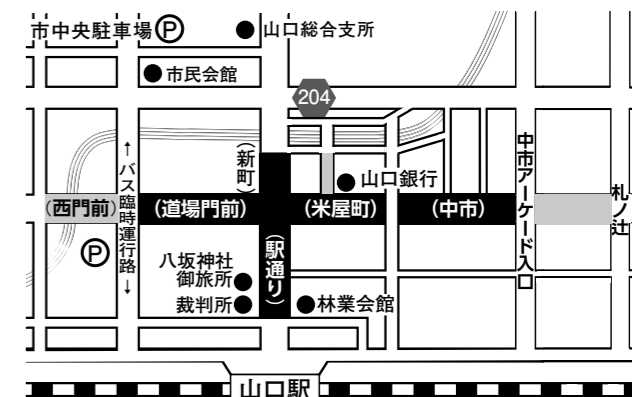 市中央駐車場Ⓟ
山口総合支所
市民会館
204
↑バス臨時運行路↓
(新町)
山口銀行
中市アーケード入口
札ノ辻
(西門前)
(道場門前)
(米屋町)
(中市)
(駅通り)
Ⓟ
八坂神社
御旅所
裁判所
林業会館
山口駅